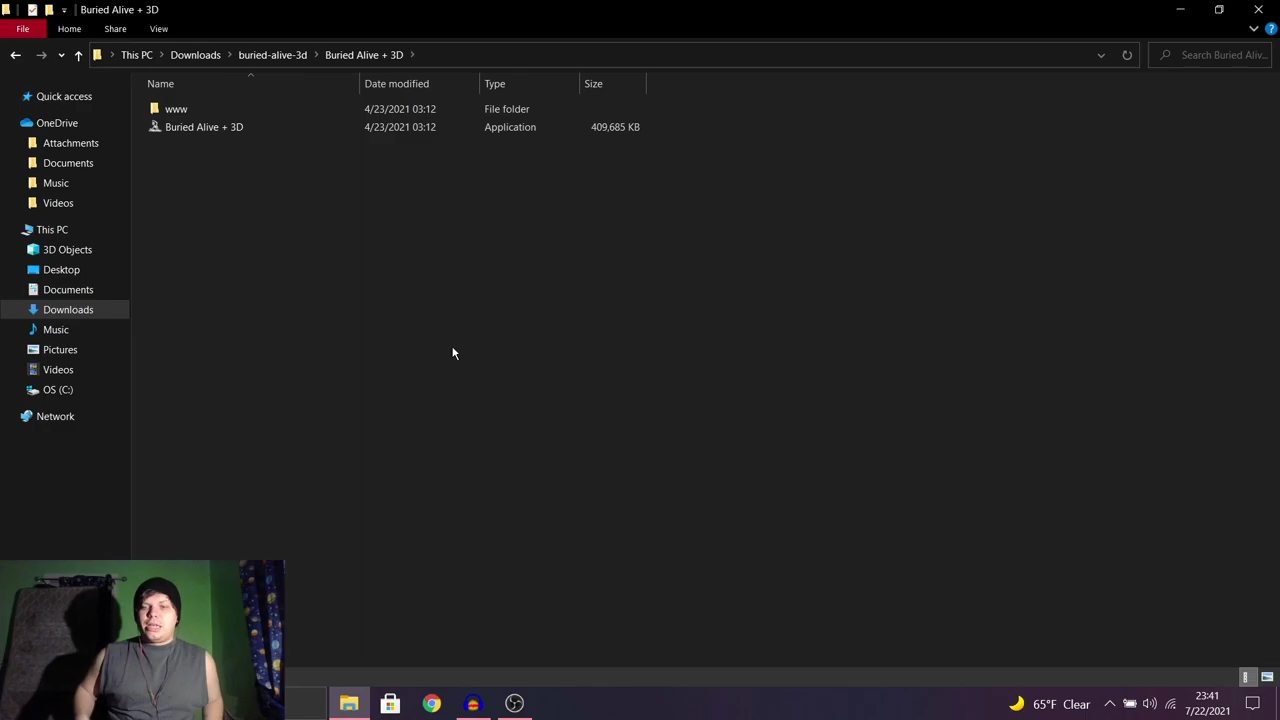 Buried Alive + 3D
File Home Share View
This PC Downloads buried-alive-3d Buried Alive + 3D Search Buried Aliv...
Name Date modified Type Size
www 4/23/2021 03:12 File folder
Buried Alive + 3D 4/23/2021 03:12 Application 409,685 KB
Quick access
OneDrive
Attachments
Documents
Music
Videos
This PC
3D Objects
Desktop
Documents
Downloads
Music
Pictures
Videos
OS (C:)
Network
65°F Clear 23:41
7/22/2021